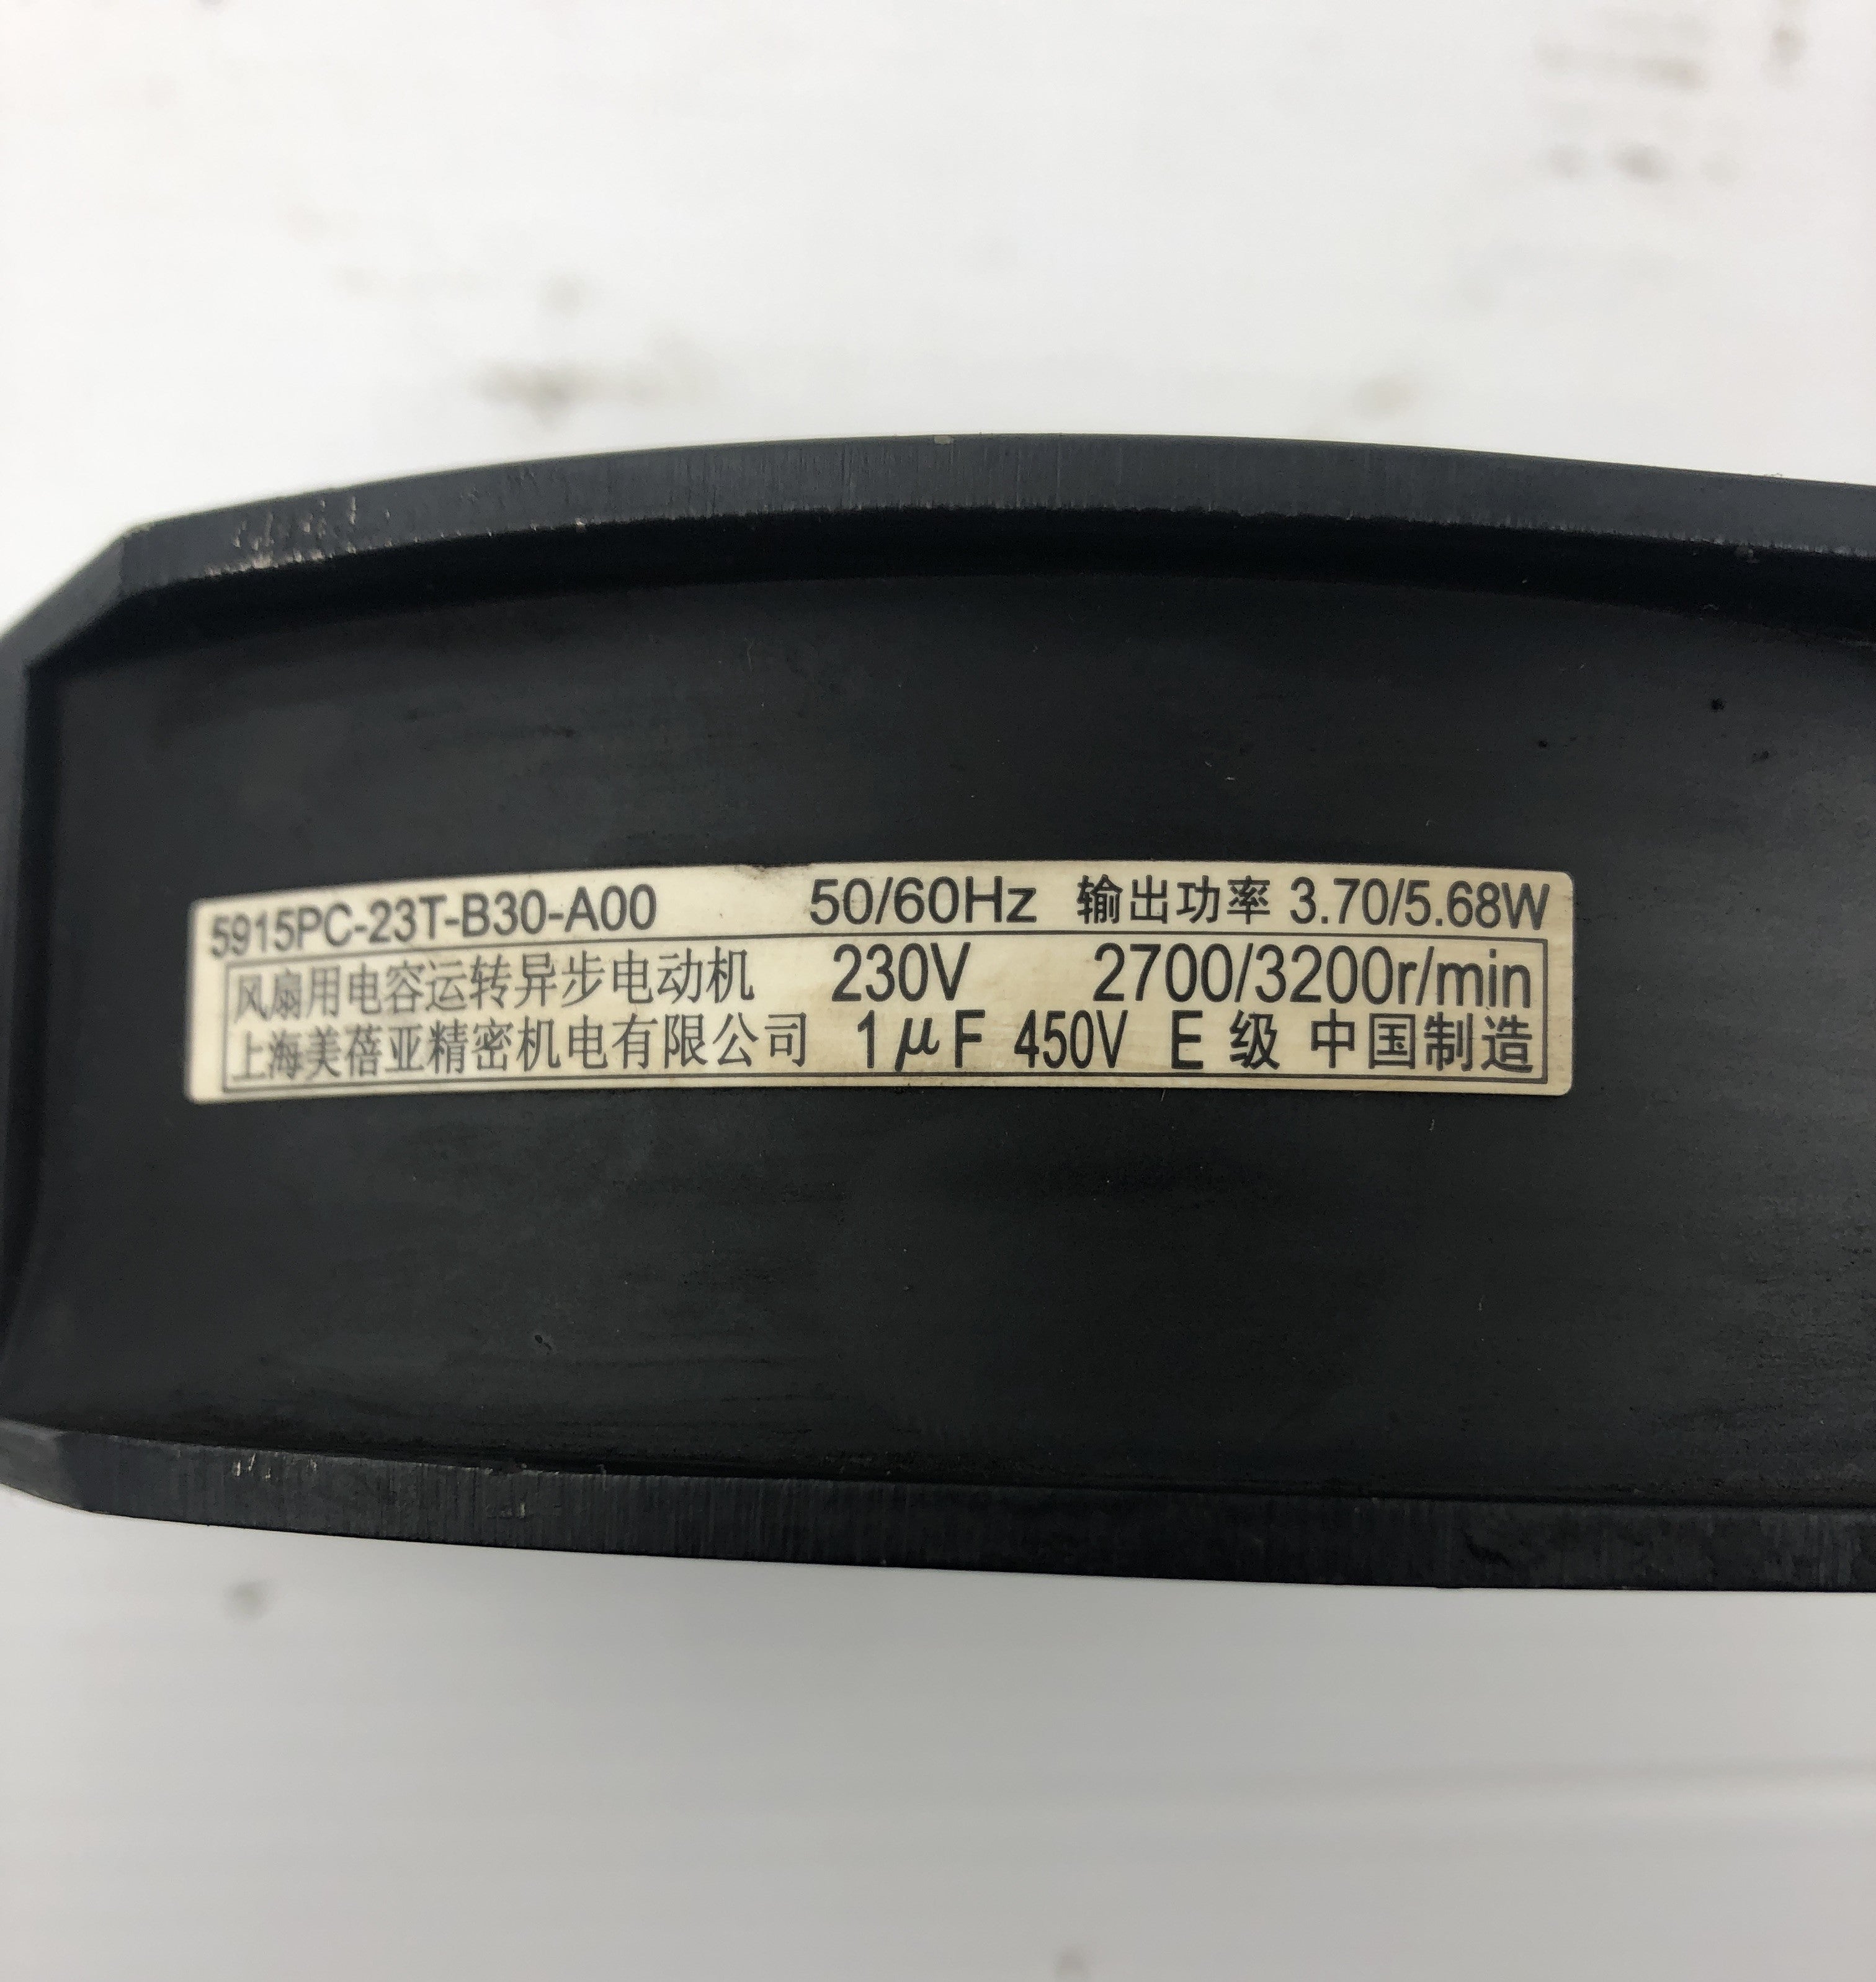 5915PC-23T-B30-A00 50/60Hz 输出功率 3.70/5.68W
风扇用电容运转异步电动机 230V 2700/3200r/min
上海美蓓亚精密机电有限公司 1μF 450V E 级 中国制造